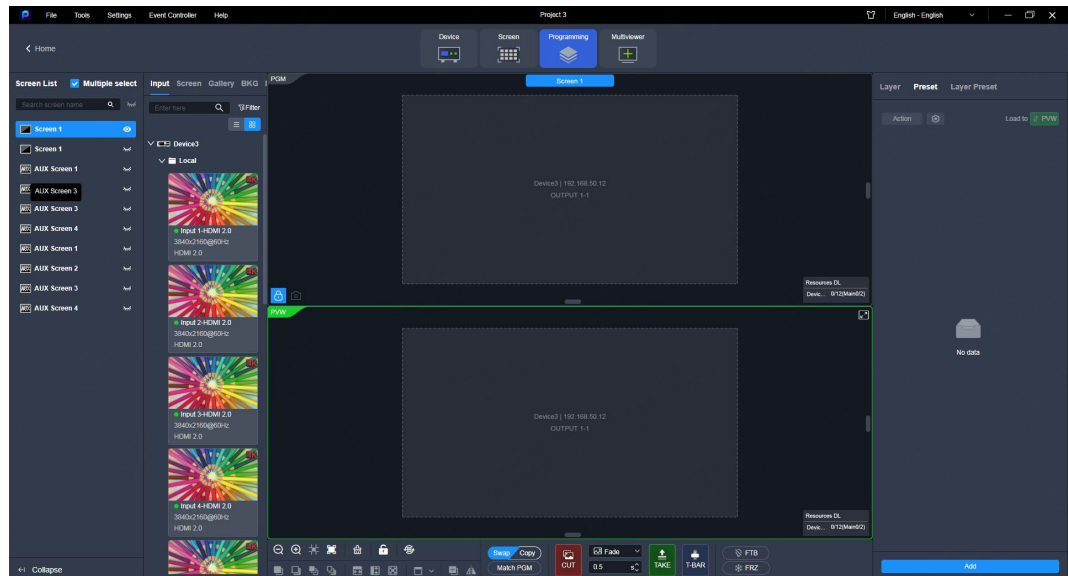 File Tools Settings Event Controller Help Project 3 English - English
Home
Device Screen Programming Multiviewer
Screen List Multiple select
Search screen name
Screen 1
Screen 1
AUX Screen 1
AUX Screen 3
AUX Screen 3
AUX Screen 4
AUX Screen 1
AUX Screen 2
AUX Screen 3
AUX Screen 4
Collapse
Input Screen Gallery BKG
Enter here Filter
Device3
Local
Input 1-HDMI 2.0
3840x2160@60Hz
HDMI 2.0
Input 2-HDMI 2.0
3840x2160@60Hz
HDMI 2.0
Input 3-HDMI 2.0
3840x2160@60Hz
HDMI 2.0
Input 4-HDMI 2.0
3840x2160@60Hz
HDMI 2.0
PGM
Screen 1
Device3 | 192.168.50.12
OUTPUT 1-1
Resources DL
Devic... 0/12(Main0/2)
PVW
Device3 | 192.168.50.12
OUTPUT 1-1
Resources DL
Devic... 0/12(Main0/2)
Swap Copy
Match PGM
CUT
Fade
0.5 s
TAKE
T-BAR
FTB
FRZ
Layer Preset Layer Preset
Action Load to PVW
No data
Add